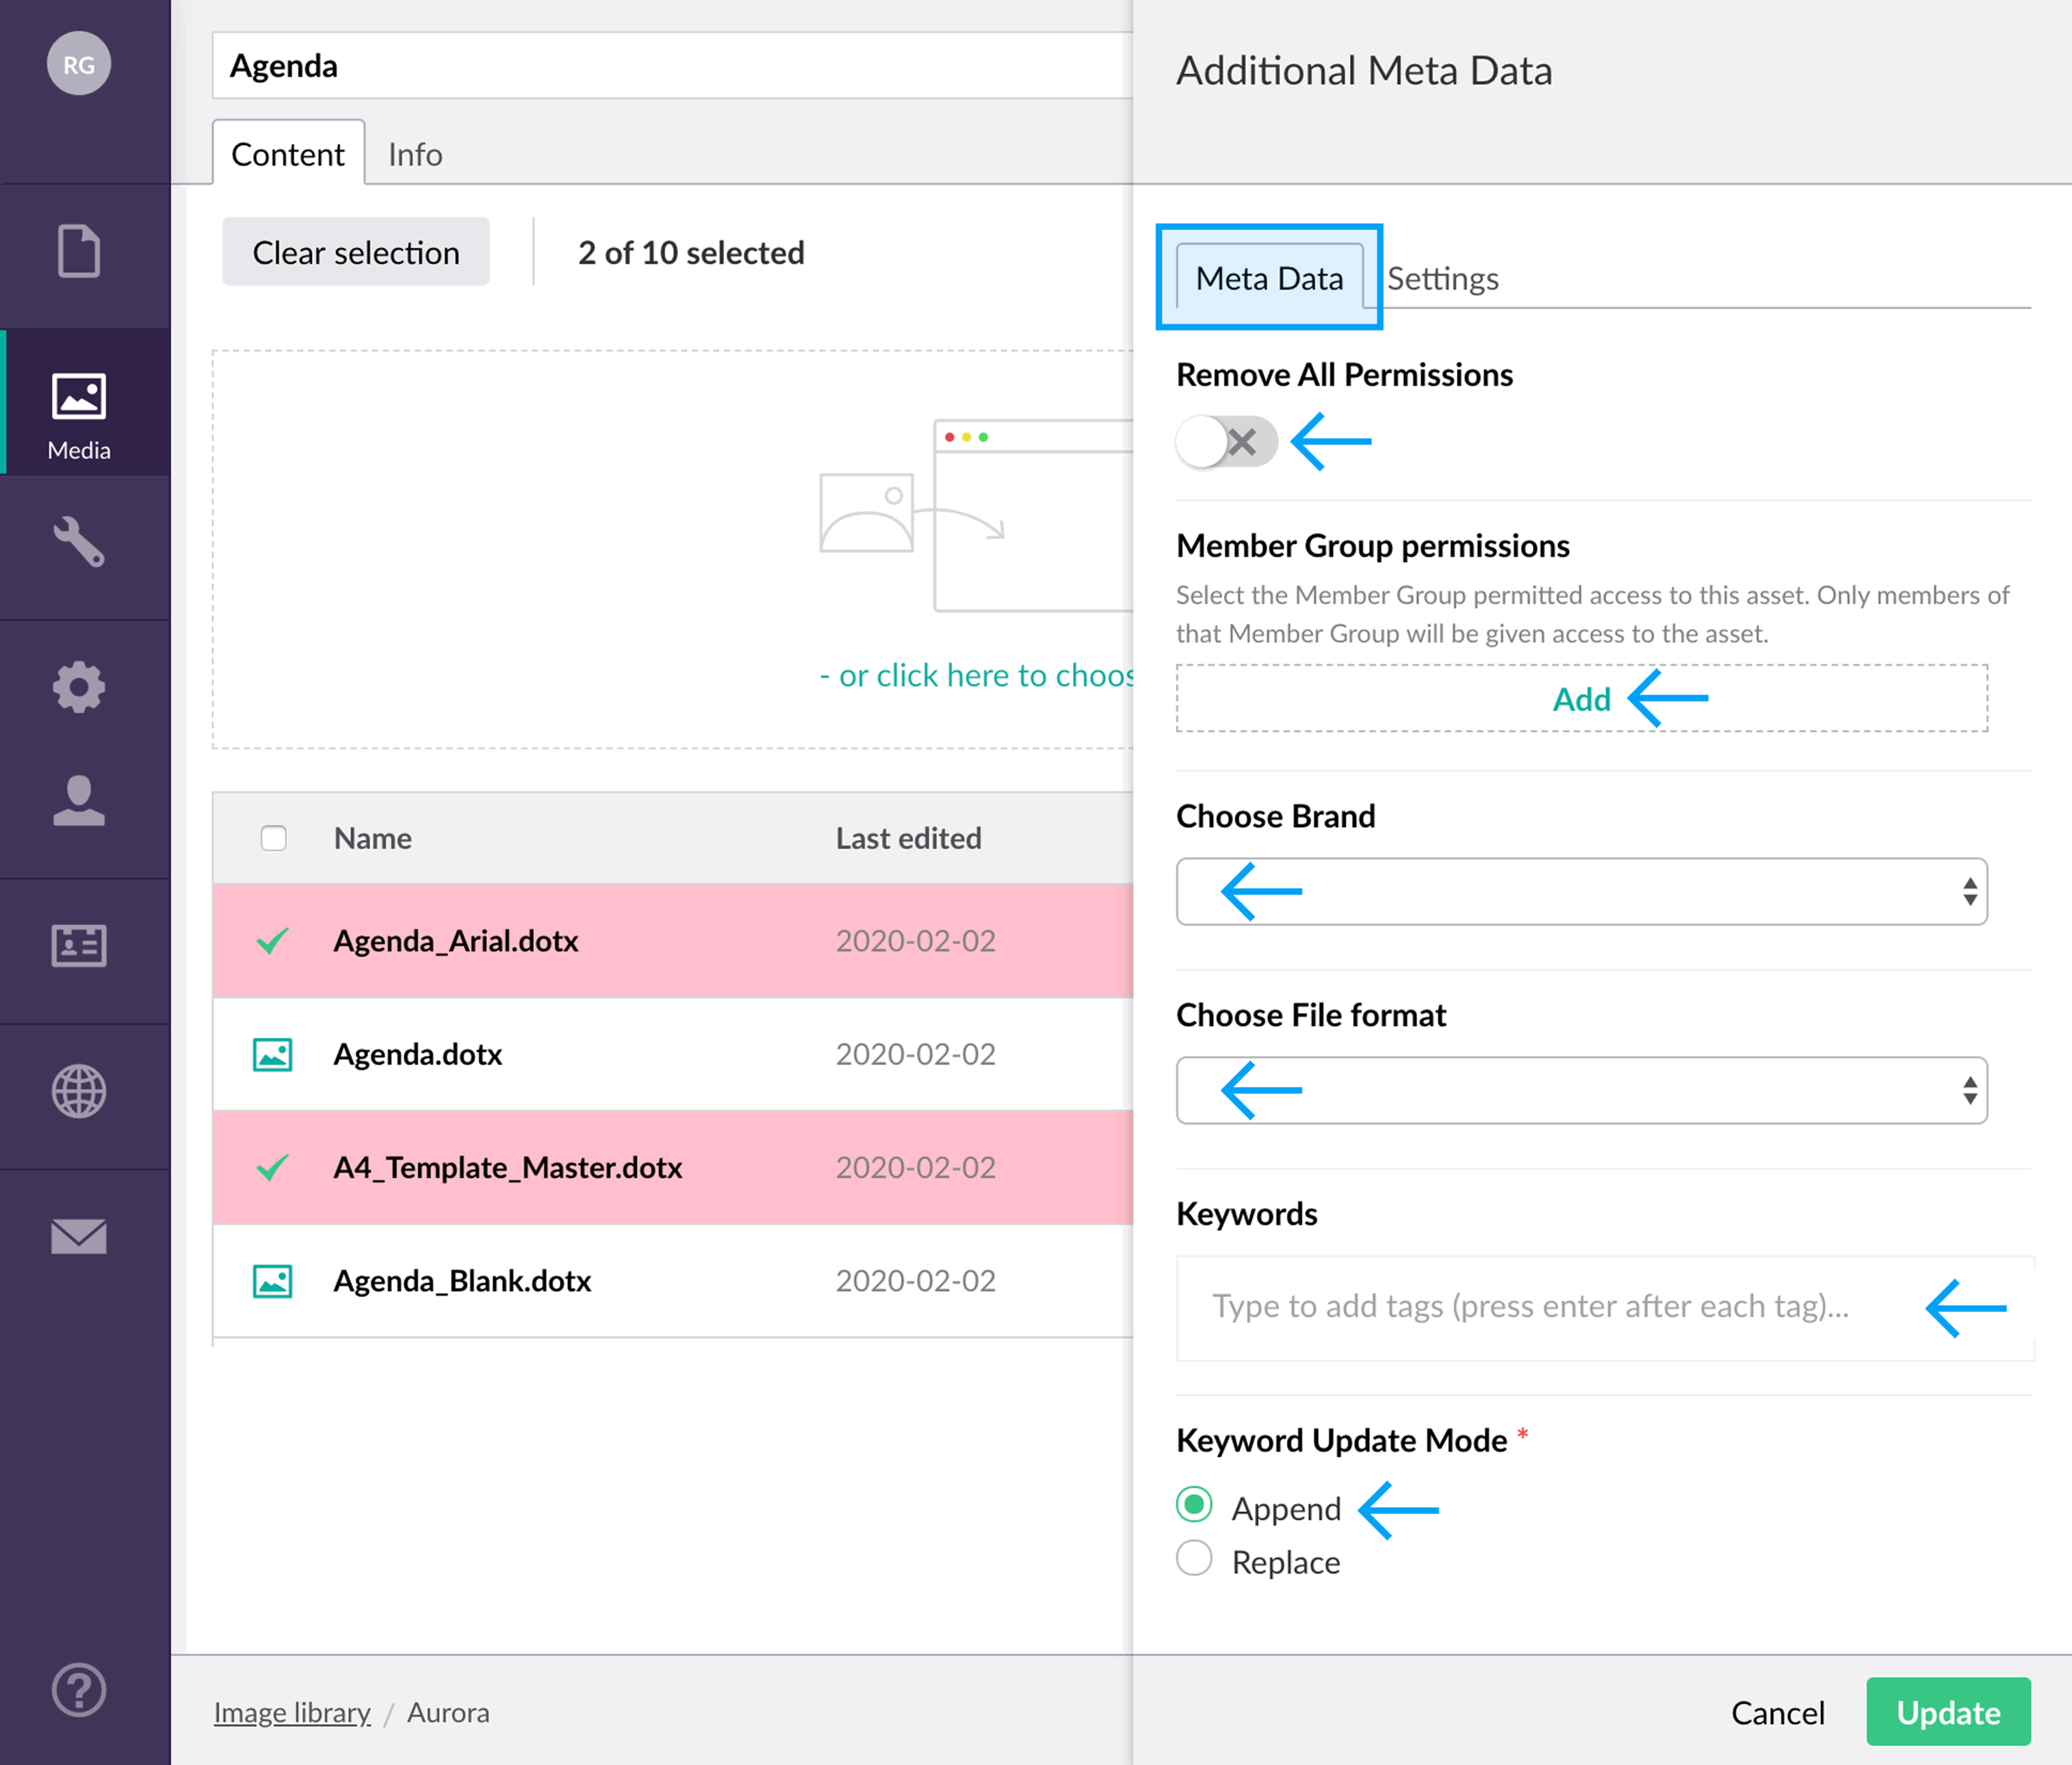 RG
Media
Agenda
Content
Info
Clear selection
2 of 10 selected
- or click here to choos
Name
Last edited
Agenda_Arial.dotx
2020-02-02
Agenda.dotx
2020-02-02
A4_Template_Master.dotx
2020-02-02
Agenda_Blank.dotx
2020-02-02
Image library / Aurora
Additional Meta Data
Meta Data
Settings
Remove All Permissions
Member Group permissions
Select the Member Group permitted access to this asset. Only members of
that Member Group will be given access to the asset.
Add
Choose Brand
Choose File format
Keywords
Type to add tags (press enter after each tag)...
Keyword Update Mode *
Append
Replace
Cancel
Update